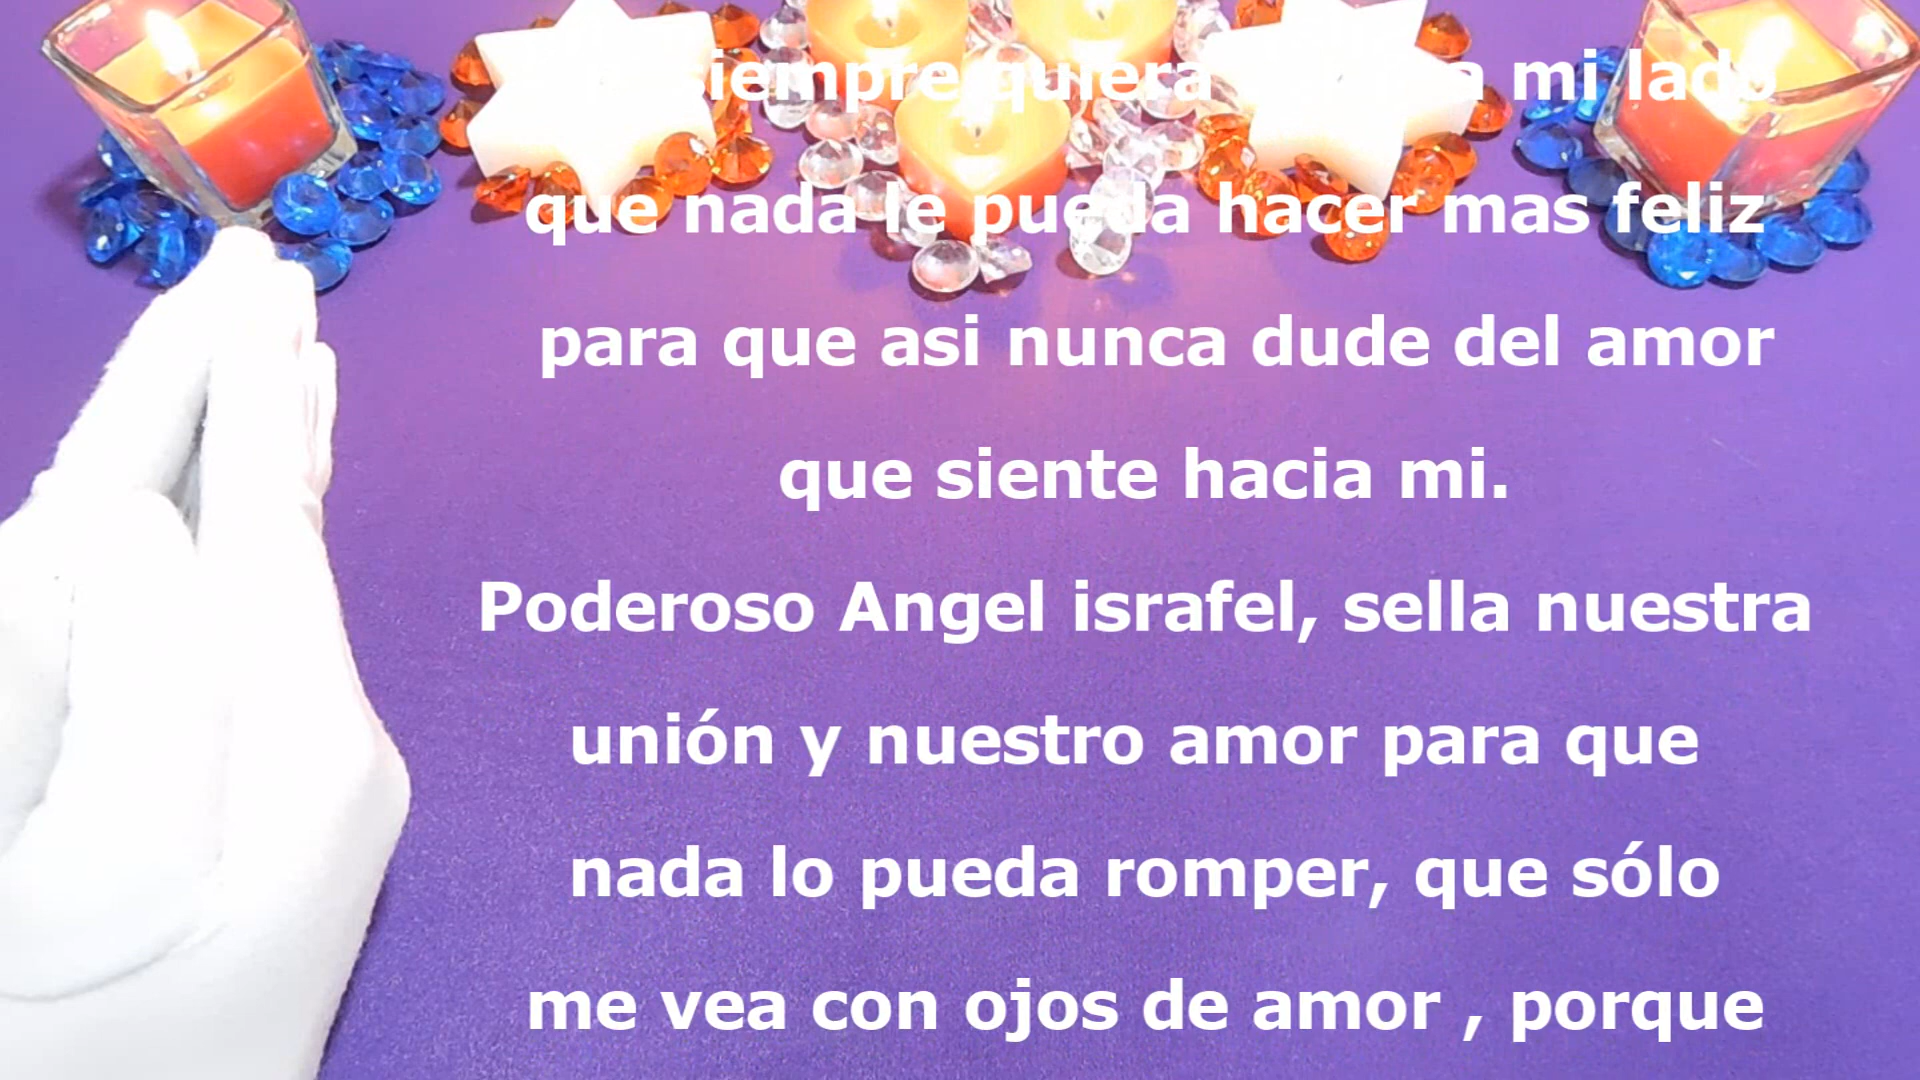 siempre quiera a mi lado
que nada le pueda hacer mas feliz
para que asi nunca dude del amor
que siente hacia mi.
Poderoso Angel israfel, sella nuestra
unión y nuestro amor para que
nada lo pueda romper, que sólo
me vea con ojos de amor , porque